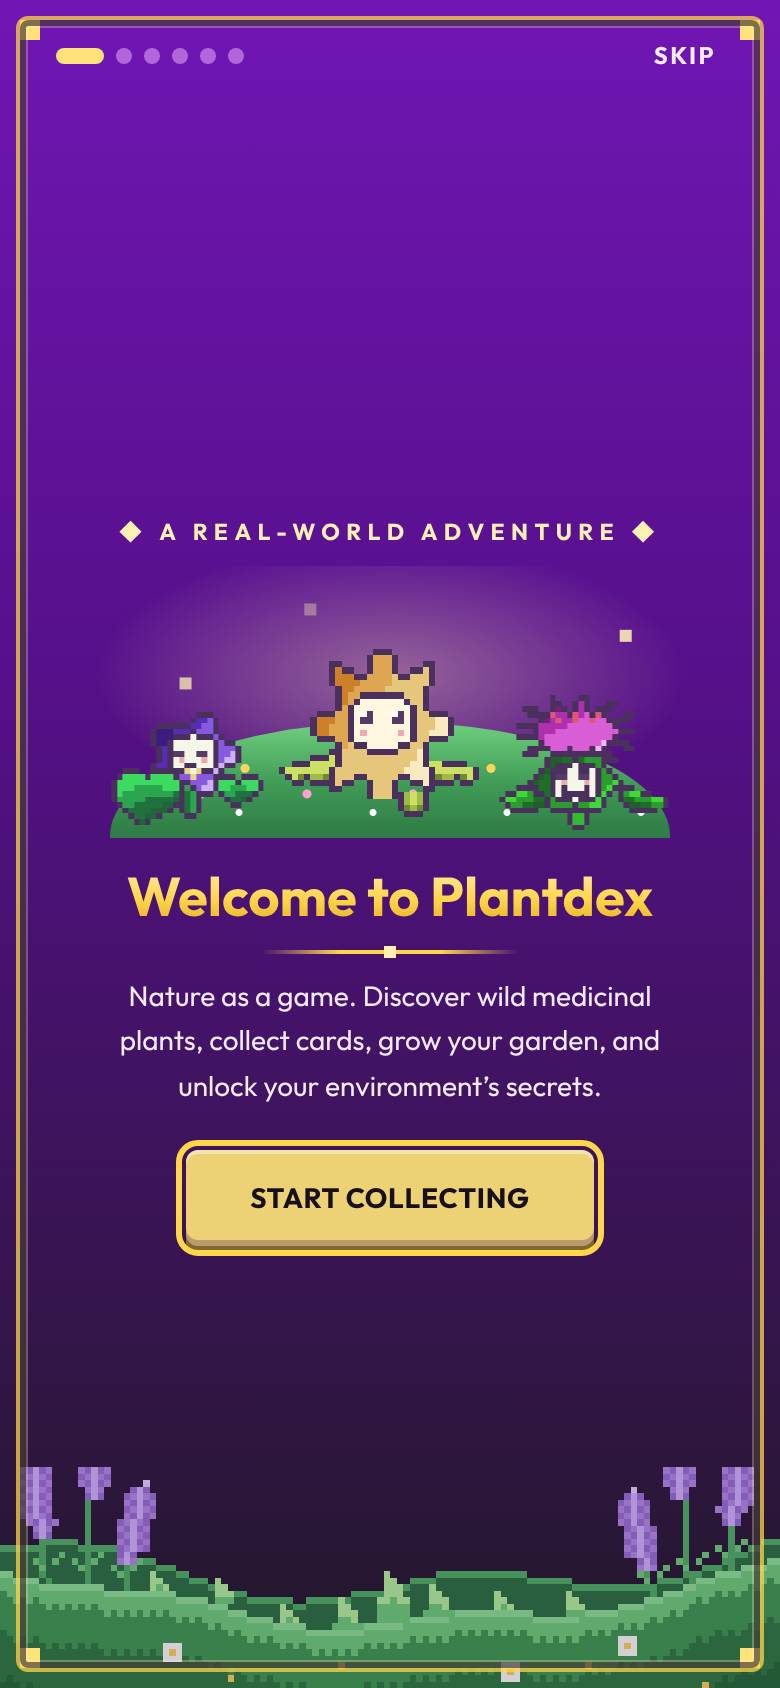 SKIP
A REAL-WORLD ADVENTURE
Welcome to Plantdex
Nature as a game. Discover wild medicinal
plants, collect cards, grow your garden, and
unlock your environment’s secrets.
START COLLECTING